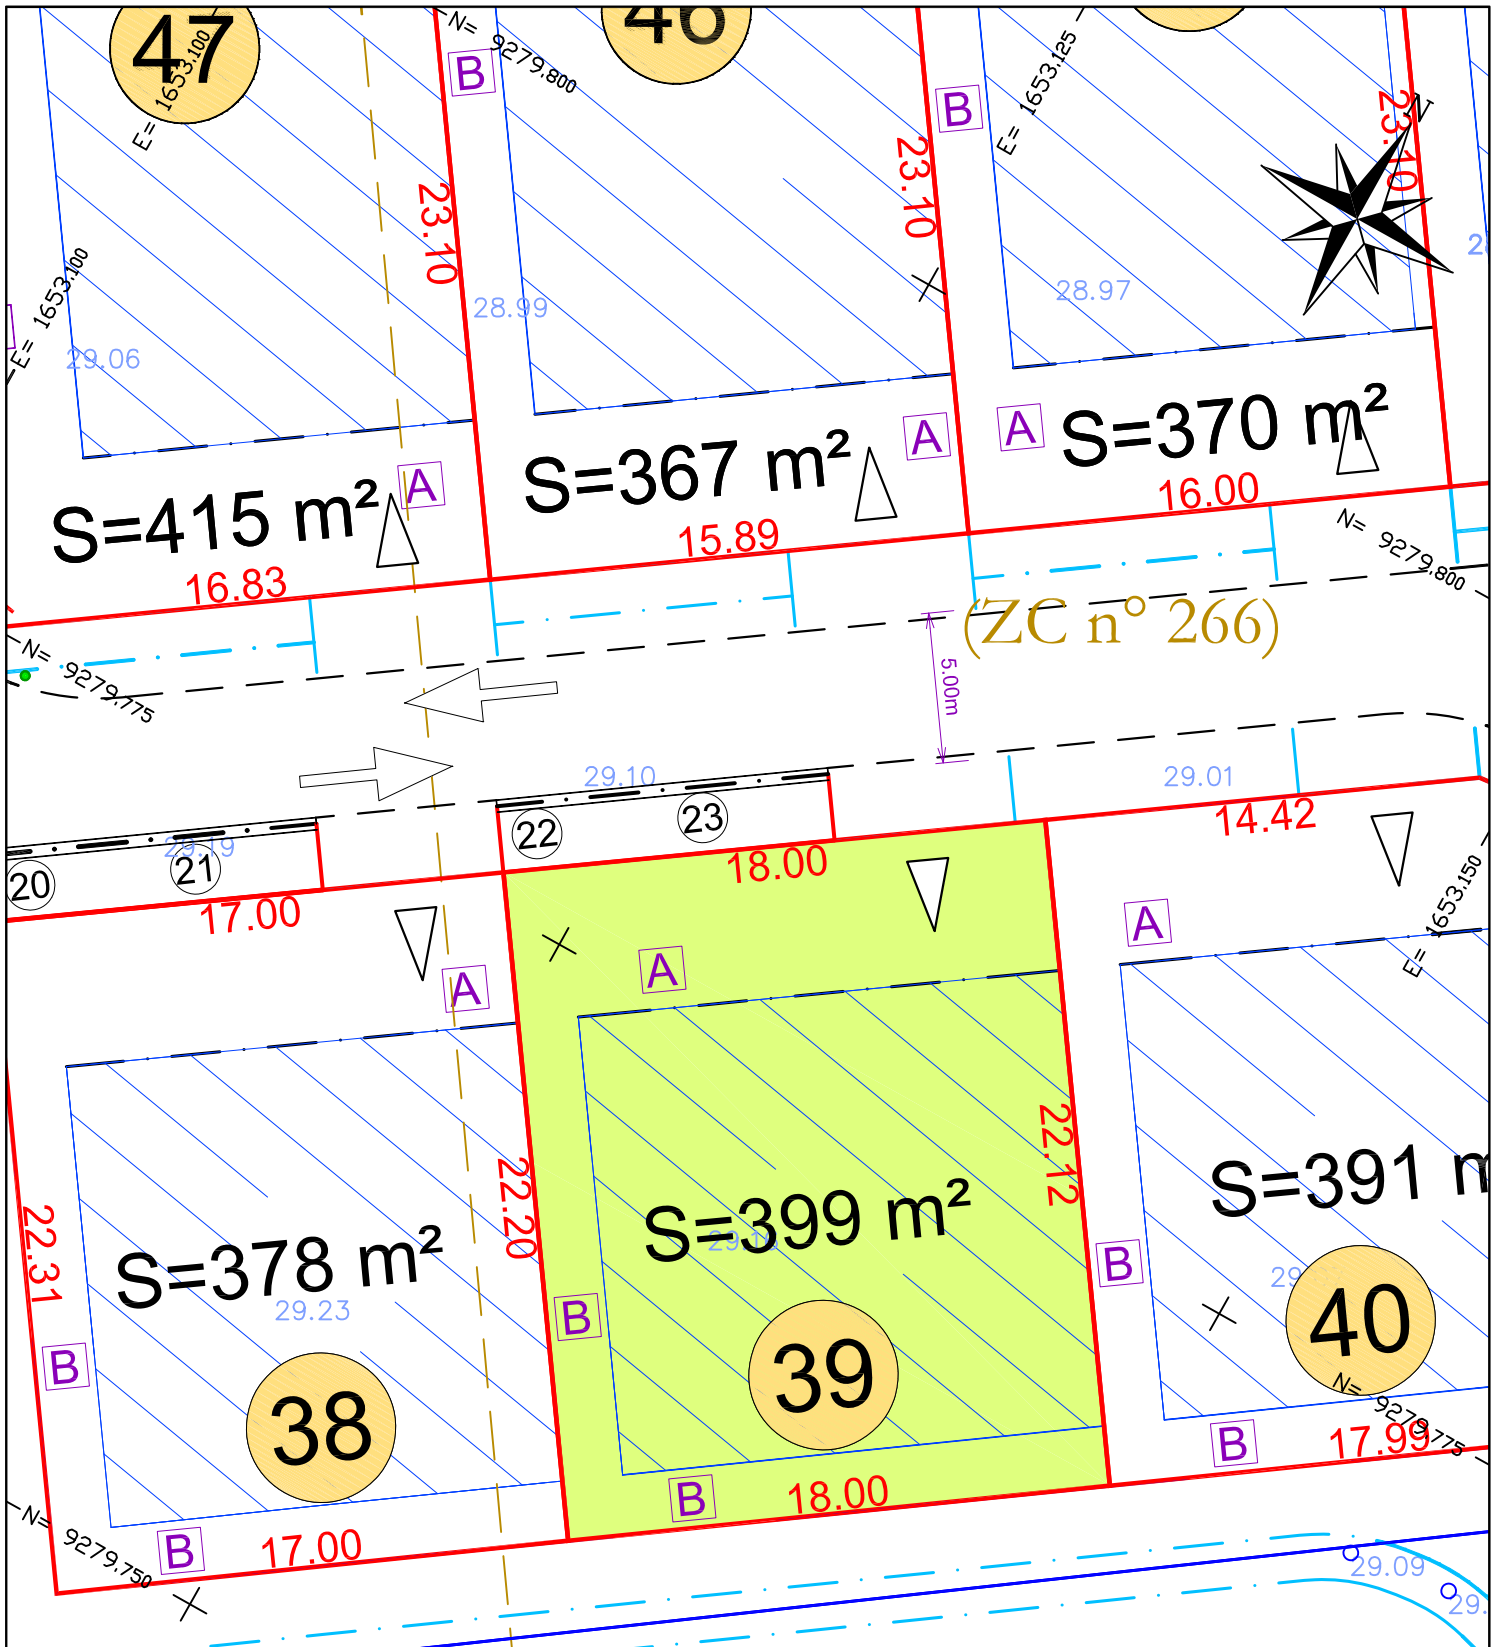 47
46
E= 1653,100
N= 9279,800
B
B
E= 1653,125
23.10
N
23.10
23.10
E= 1653,100
29.06
28.99
28.97
S=415 m²
A
S=367 m²
A
A
S=370 m²
16.83
15.89
16.00
N= 9279,800
N= 9279,775
(ZC n° 266)
5.00m
29.10
29.01
20
21
29.19
22
23
18.00
14.42
17.00
A
A
A
E= 1653,150
22.31
22.20
22.12
S=378 m²
29.23
S=399 m²
S=391 m
B
B
B
38
39
40
N= 9279,775
B
B
B
17.00
18.00
17.99
N= 9279,750
29.09
29.